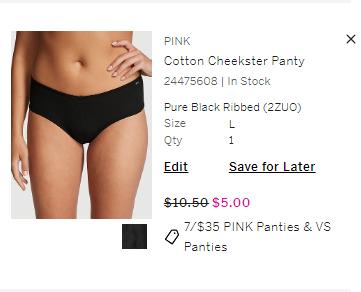 PINK
Cotton Cheekster Panty
24475608 | In Stock
Pure Black Ribbed (2ZUO)
Size L
Qty 1
Edit Save for Later
$10.50 $5.00
7/$35 PINK Panties & VS
Panties